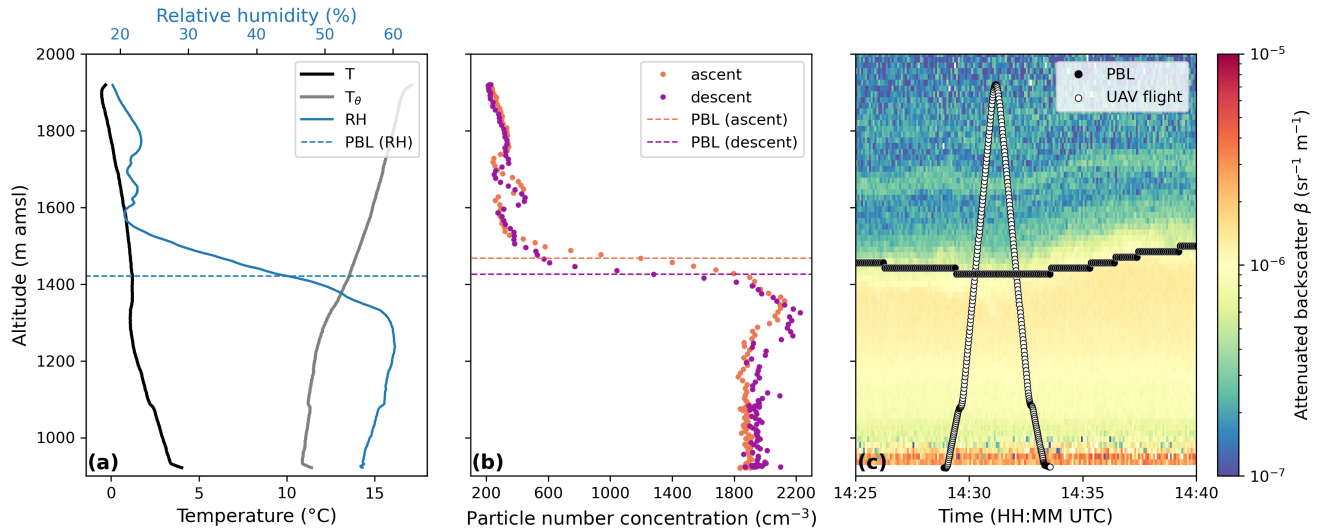 Relative humidity (%)
20 30 40 50 60
2000
1800
1600
1400
1200
1000
Altitude (m amsl)
T
Tθ
RH
PBL (RH)
(a)
0 5 10 15
Temperature (°C)
ascent
descent
PBL (ascent)
PBL (descent)
(b)
200 600 1000 1400 1800 2200
Particle number concentration (cm⁻³)
PBL
UAV flight
(c)
14:25 14:30 14:35 14:40
Time (HH:MM UTC)
10⁻⁵
10⁻⁶
10⁻⁷
Attenuated backscatter β (sr⁻¹ m⁻¹)